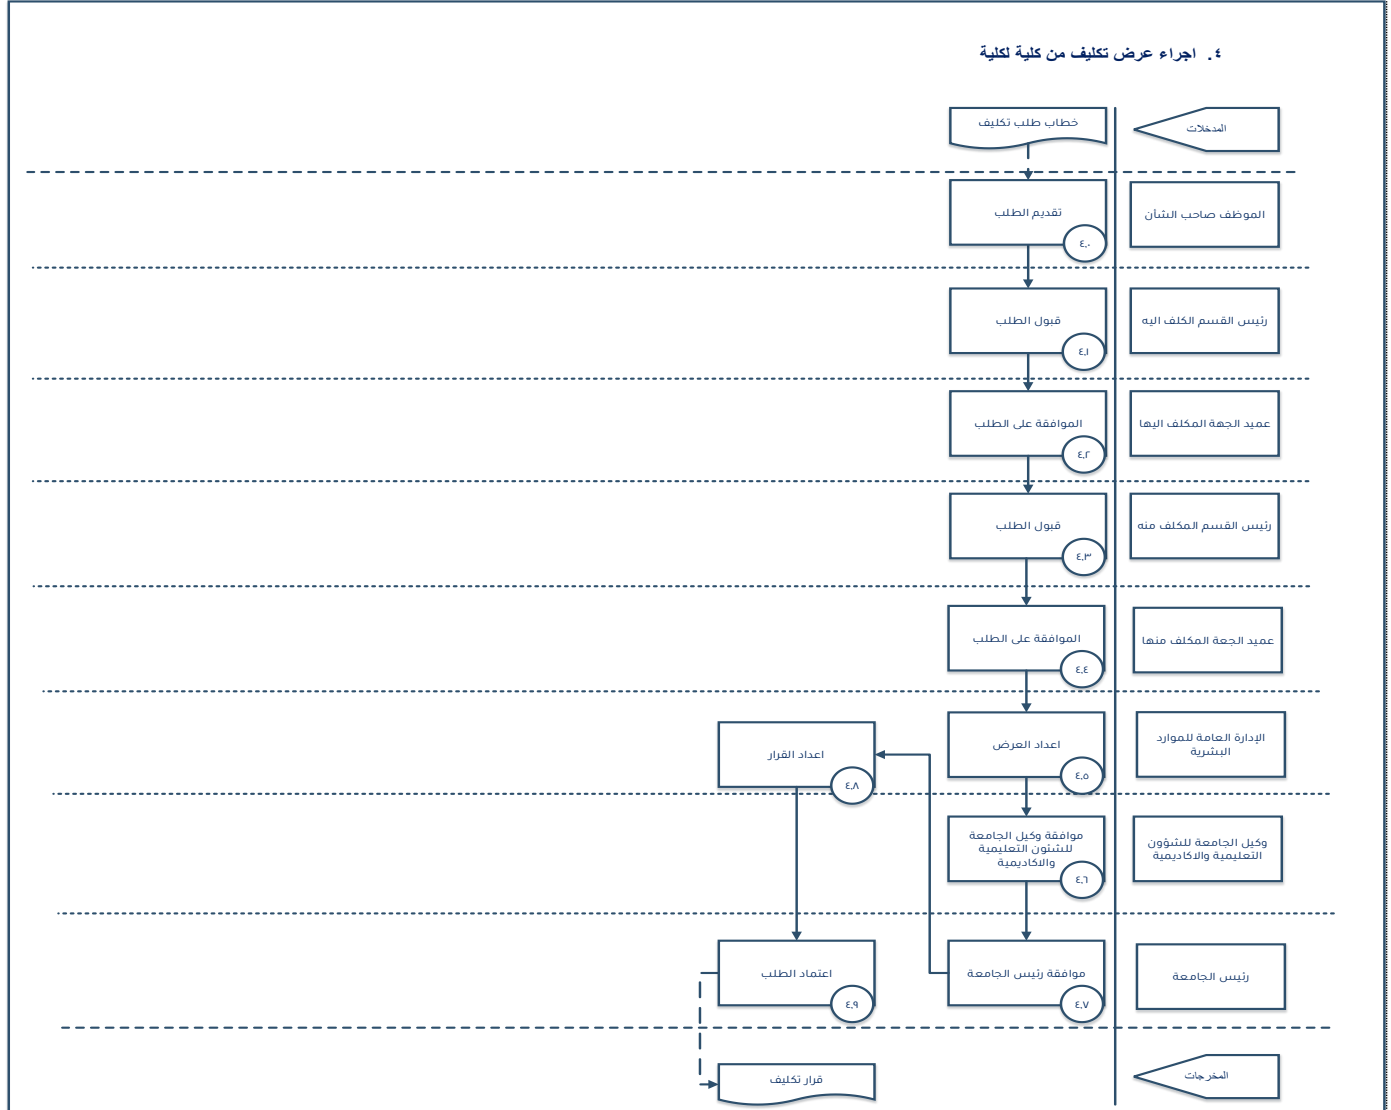 ٤. اجراء عرض تكليف من كلية لكلية
المدخلات
خطاب طلب تكليف
الموظف صاحب الشأن
تقديم الطلب
٤,٠
رئيس القسم الكلف اليه
قبول الطلب
٤,١
عميد الجهة المكلف اليها
الموافقة على الطلب
٤,٢
رئيس القسم المكلف منه
قبول الطلب
٤,٣
عميد الجعة المكلف منها
الموافقة على الطلب
٤,٤
الإدارة العامة للموارد
البشرية
اعداد العرض
٤,٥
اعداد القرار
٤,٨
وكيل الجامعة للشؤون
التعليمية والاكاديمية
موافقة وكيل الجامعة
للشئون التعليمية
والاكاديمية
٤,٦
رئيس الجامعة
موافقة رئيس الجامعة
٤,٧
اعتماد الطلب
٤,٩
المخرجات
قرار تكليف